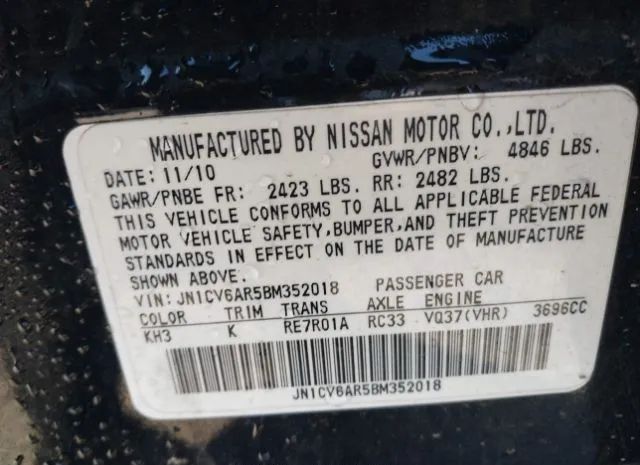 MANUFACTURED BY NISSAN MOTOR CO.,LTD.
DATE: 11/10 GVWR/PNBV: 4846 LBS.
GAWR/PNBE FR: 2423 LBS. RR: 2482 LBS.
THIS VEHICLE CONFORMS TO ALL APPLICABLE FEDERAL
MOTOR VEHICLE SAFETY,BUMPER,AND THEFT PREVENTION
STANDARDS IN EFFECT ON THE DATE OF MANUFACTURE
SHOWN ABOVE.
VIN: JN1CV6AR5BM352018 PASSENGER CAR
COLOR TRIM TRANS AXLE ENGINE
KH3 K RE7R01A RC33 VQ37(VHR) 3696CC
JN1CV6AR5BM352018